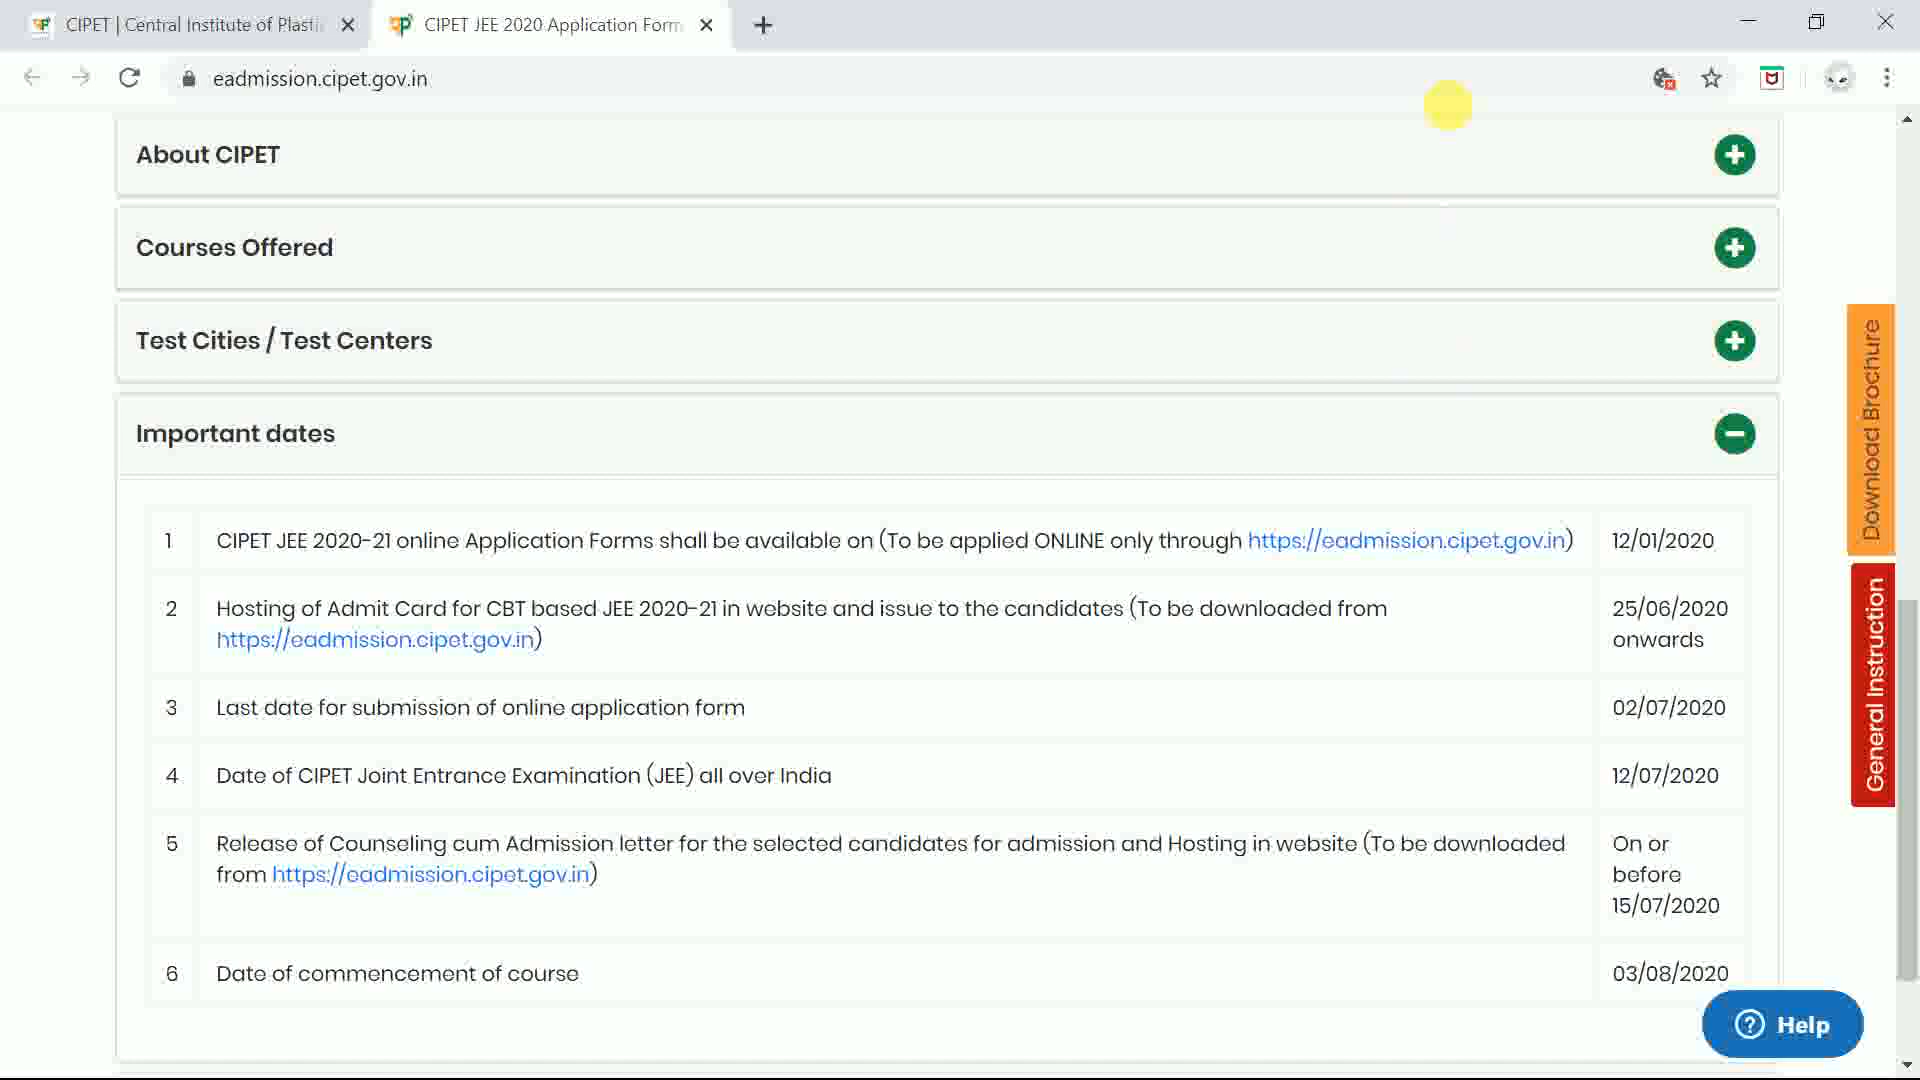 CIPET | Central Institute of Plasti
CIPET JEE 2020 Application Form
eadmission.cipet.gov.in
About CIPET
Courses Offered
Test Cities / Test Centers
Important dates
1 CIPET JEE 2020-21 online Application Forms shall be available on (To be applied ONLINE only through https://eadmission.cipet.gov.in) 12/01/2020
2 Hosting of Admit Card for CBT based JEE 2020-21 in website and issue to the candidates (To be downloaded from 25/06/2020
https://eadmission.cipet.gov.in) onwards
3 Last date for submission of online application form 02/07/2020
4 Date of CIPET Joint Entrance Examination (JEE) all over India 12/07/2020
5 Release of Counseling cum Admission letter for the selected candidates for admission and Hosting in website (To be downloaded On or
from https://eadmission.cipet.gov.in) before
15/07/2020
6 Date of commencement of course 03/08/2020
Download Brochure
General Instruction
Help